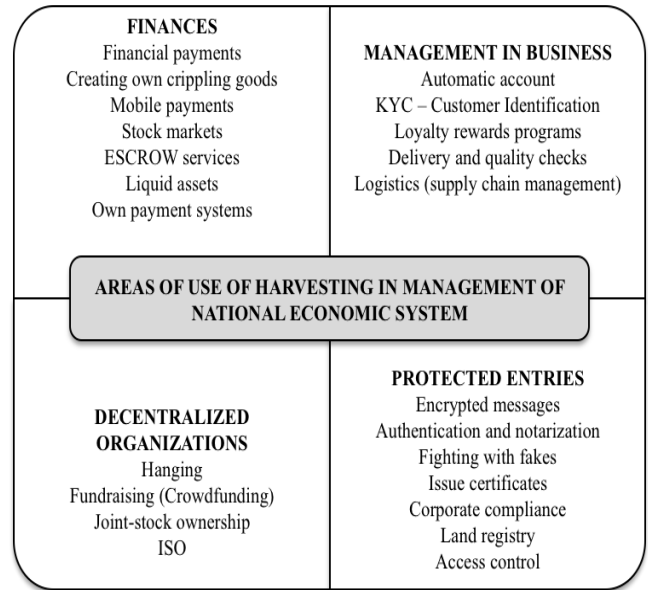 FINANCES
Financial payments
Creating own crippling goods
Mobile payments
Stock markets
ESCROW services
Liquid assets
Own payment systems
MANAGEMENT IN BUSINESS
Automatic account
KYC – Customer Identification
Loyalty rewards programs
Delivery and quality checks
Logistics (supply chain management)
AREAS OF USE OF HARVESTING IN MANAGEMENT OF
NATIONAL ECONOMIC SYSTEM
DECENTRALIZED
ORGANIZATIONS
Hanging
Fundraising (Crowdfunding)
Joint-stock ownership
ISO
PROTECTED ENTRIES
Encrypted messages
Authentication and notarization
Fighting with fakes
Issue certificates
Corporate compliance
Land registry
Access control